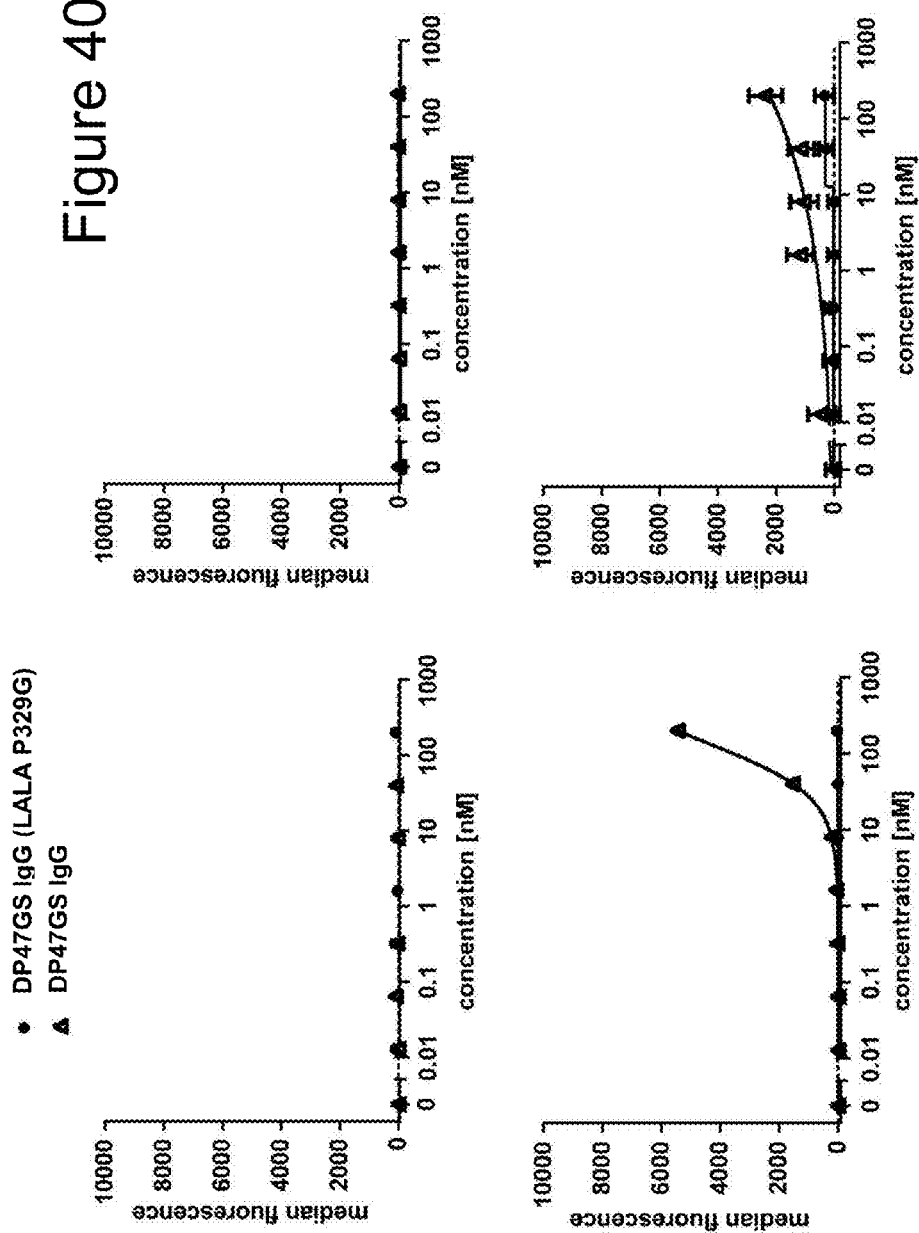 DP47GS IgG (LALA P329G)
DP47GS IgG
Figure 40
median fluorescence
10000
8000
6000
4000
2000
0
0 0.01 0.1 1 10 100 1000
concentration [nM]
median fluorescence
10000
8000
6000
4000
2000
0
0 0.01 0.1 1 10 100 1000
concentration [nM]
median fluorescence
10000
8000
6000
4000
2000
0
0 0.01 0.1 1 10 100 1000
concentration [nM]
median fluorescence
10000
8000
6000
4000
2000
0
0 0.01 0.1 1 10 100 1000
concentration [nM]